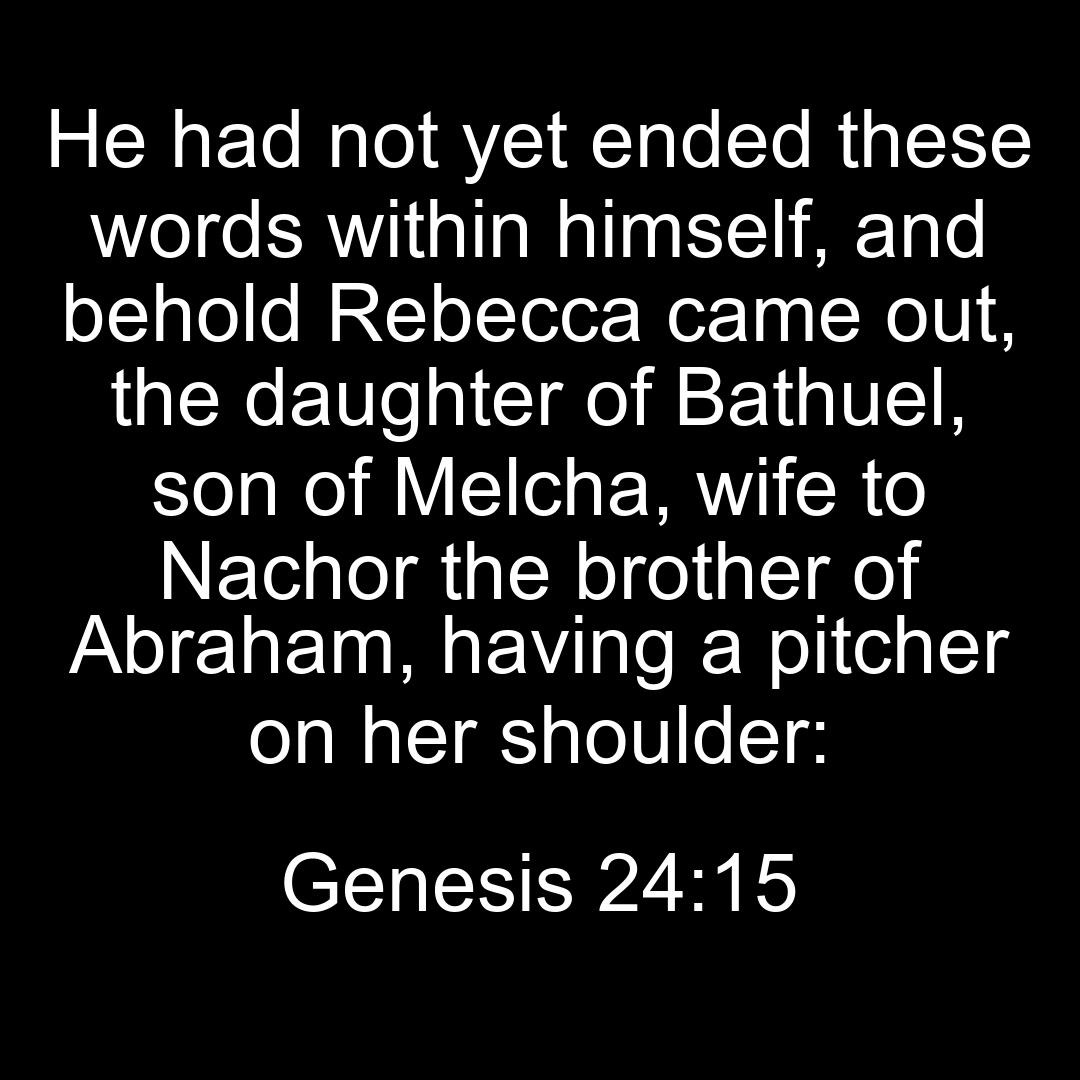 He had not yet ended these
words within himself, and
behold Rebecca came out,
the daughter of Bathuel,
son of Melcha, wife to
Nachor the brother of
Abraham, having a pitcher
on her shoulder:
Genesis 24:15